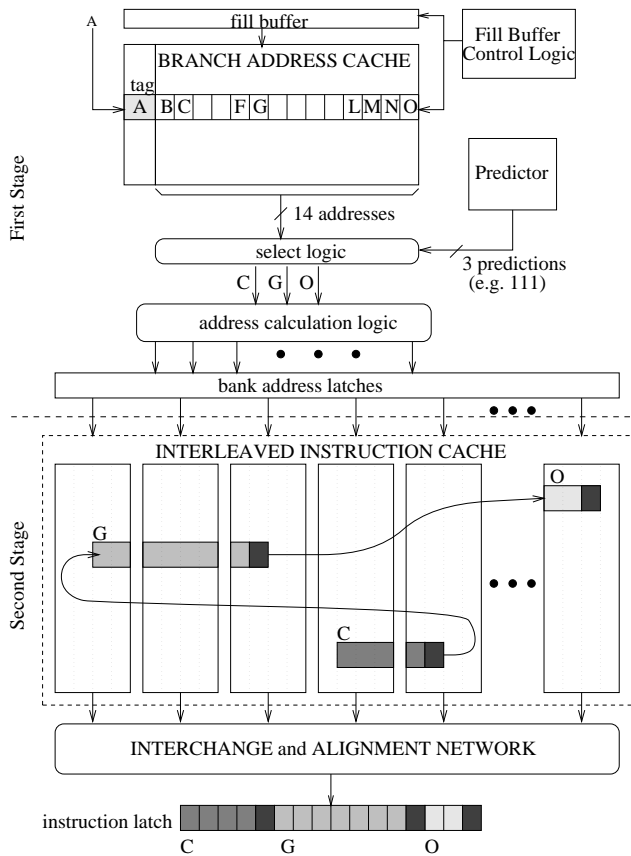 fill buffer
A
Fill Buffer
Control Logic
BRANCH ADDRESS CACHE
tag
A B C F G L M N O
Predictor
First Stage
14 addresses
select logic
3 predictions
(e.g. 111)
C G O
address calculation logic
bank address latches
INTERLEAVED INSTRUCTION CACHE
Second Stage
O
G
C
INTERCHANGE and ALIGNMENT NETWORK
instruction latch
C G O